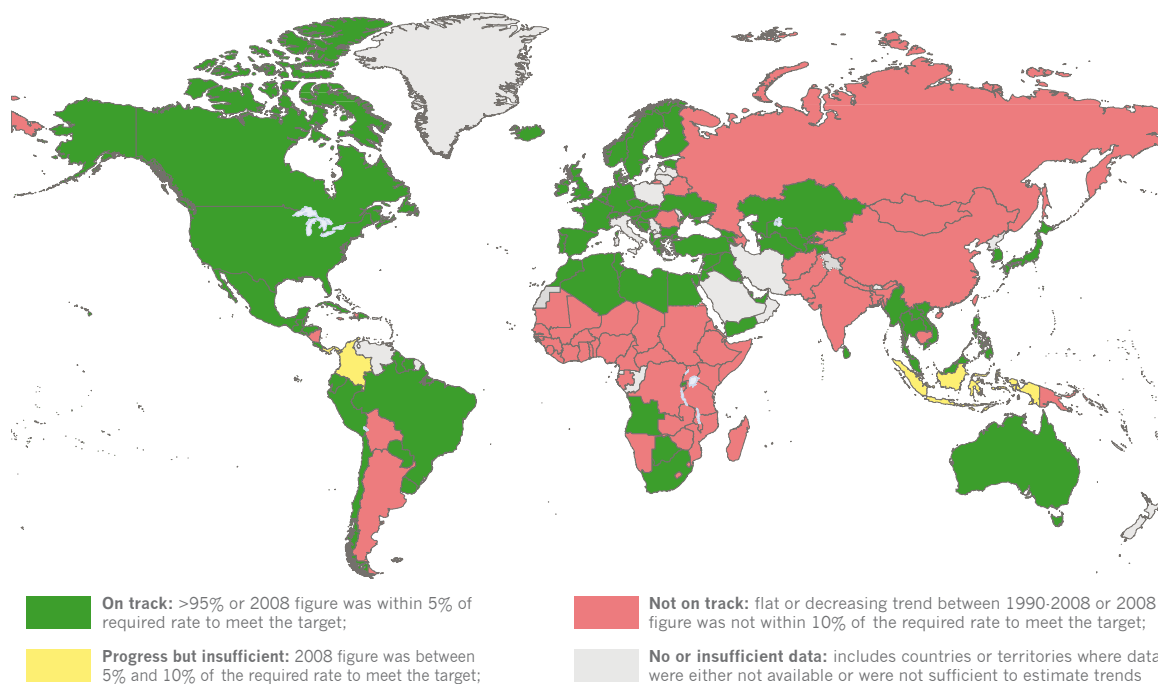 On track: >95% or 2008 figure was within 5% of
required rate to meet the target;
Progress but insufficient: 2008 figure was between
5% and 10% of the required rate to meet the target;
Not on track: flat or decreasing trend between 1990-2008 or 2008
figure was not within 10% of the required rate to meet the target;
No or insufficient data: includes countries or territories where data
were either not available or were not sufficient to estimate trends